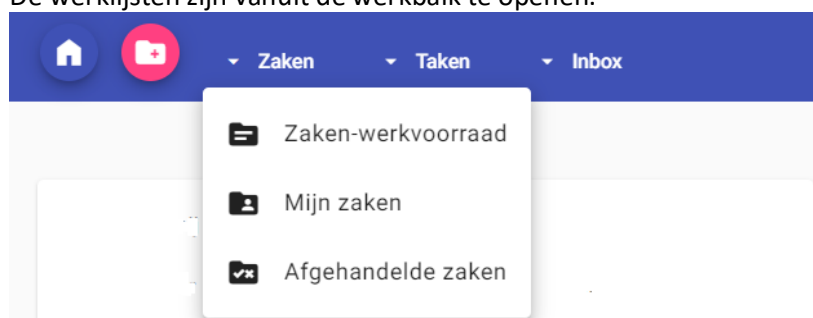 De werklijsten zijn vanuit de werkbalk te openen.
Zaken Taken Inbox
Zaken-werkvoorraad
Mijn zaken
Afgehandelde zaken